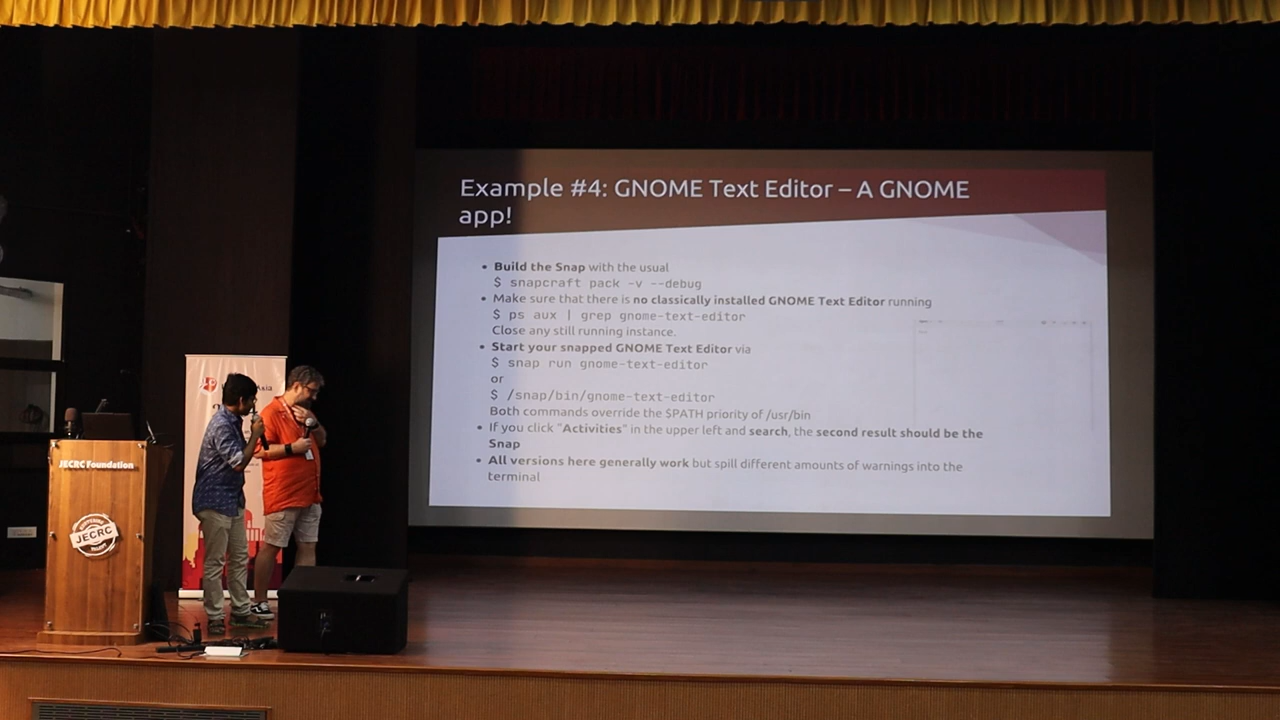 Example #4: GNOME Text Editor – A GNOME
app!
• Build the Snap with the usual
$ snapcraft pack -v --debug
• Make sure that there is no classically installed GNOME Text Editor running
$ ps aux | grep gnome-text-editor
Close any still running instance.
• Start your snapped GNOME Text Editor via
$ snap run gnome-text-editor
or
$ /snap/bin/gnome-text-editor
Both commands override the $PATH priority of /usr/bin
• If you click "Activities" in the upper left and search, the second result should be the
Snap
• All versions here generally work but spill different amounts of warnings into the
terminal
JECRC Foundation
JECRC